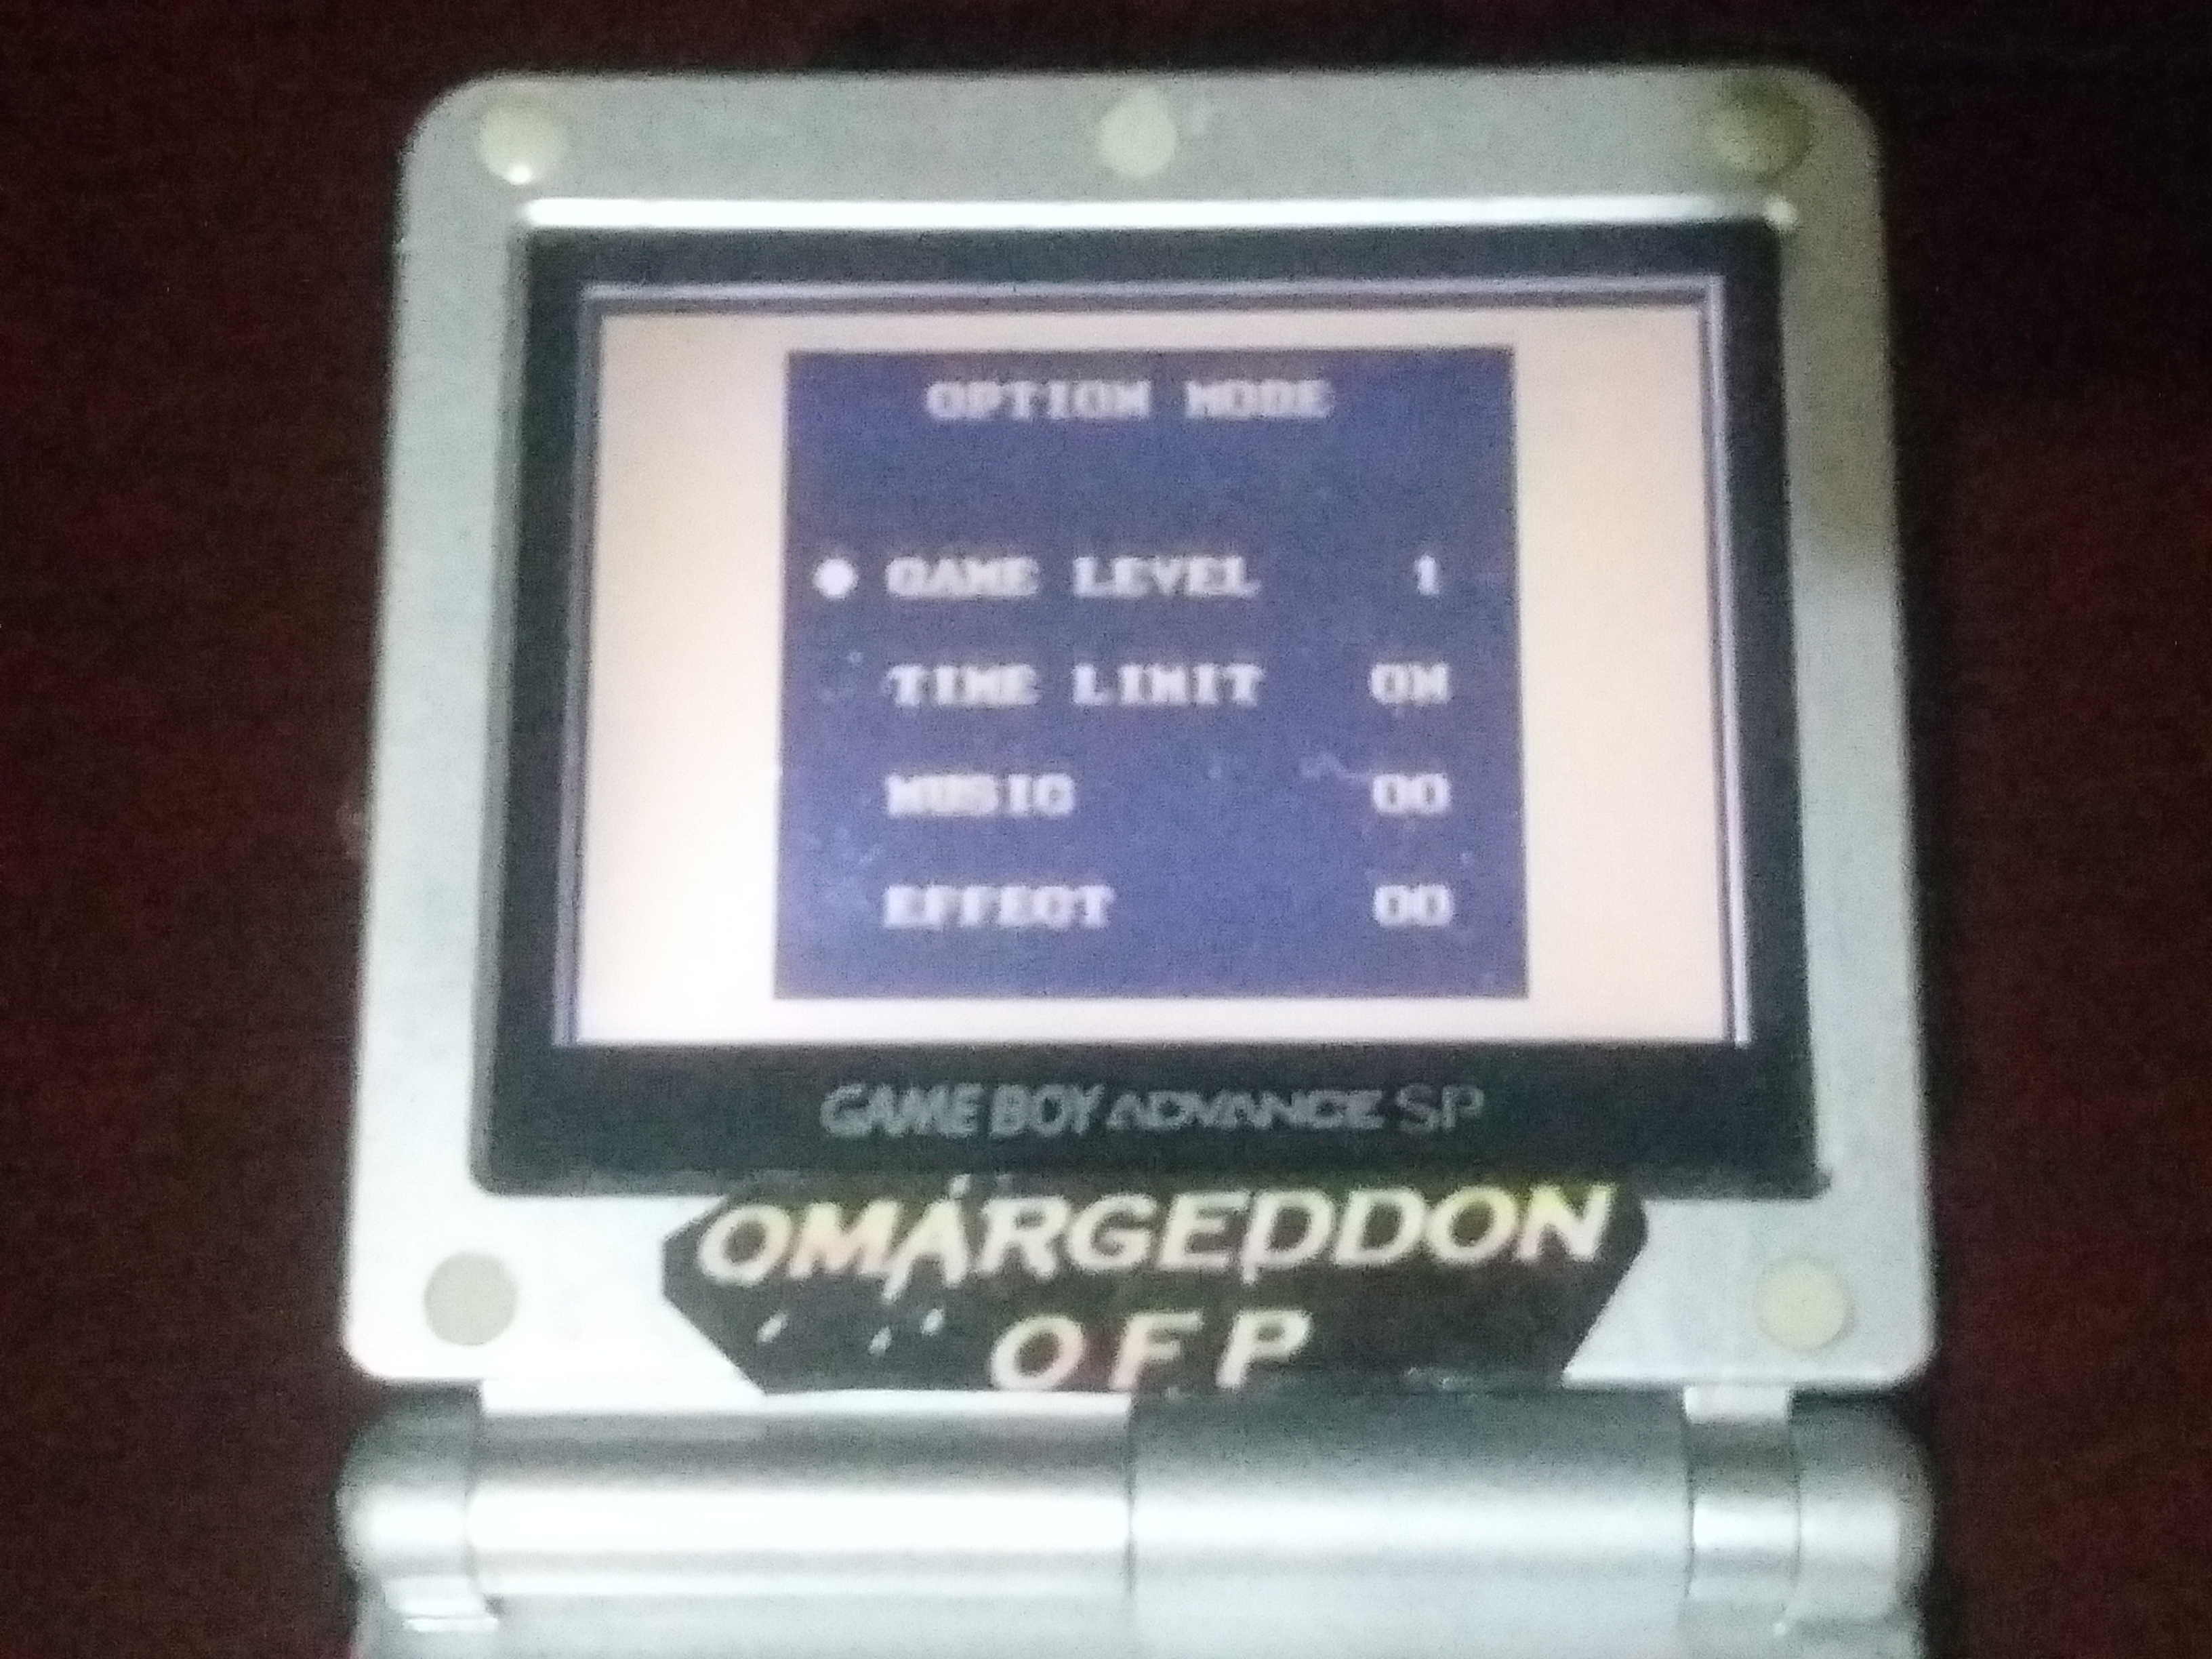 OPTION MODE
GAME LEVEL 1
TIME LIMIT ON
MUSIC 00
EFFECT 00
GAME BOY ADVANCE SP
OMARGEDDON
OFP